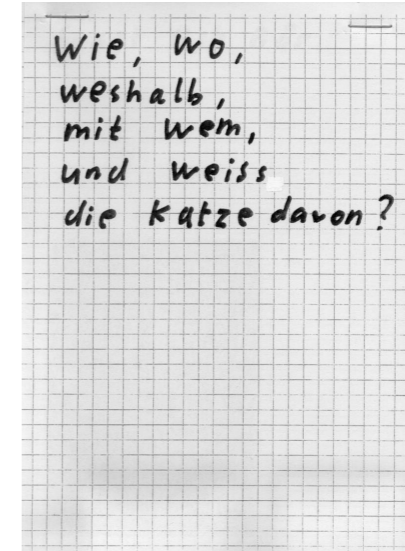 Wie, wo,
weshalb,
mit wem,
und weiss
die Katze davon?